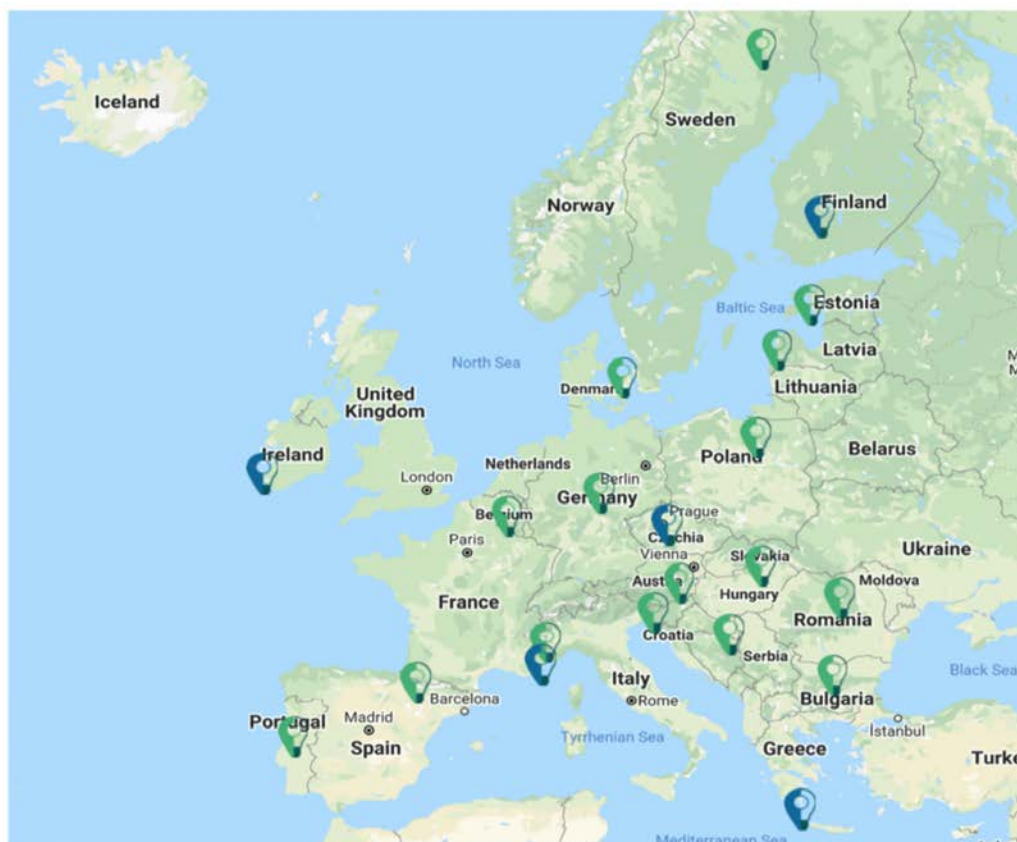 Iceland
Sweden
Finland
Norway
Baltic Sea
Estonia
North Sea
Latvia
Denmar
Lithuania
United
Kingdom
Ireland
Netherlands
Poland
Belarus
London
Berlin
Germany
Belgium
Prague
Paris
Czechia
Vienna
Slovakia
Ukraine
Austria
Moldova
Hungary
France
Romania
Croatia
Serbia
Italy
Black Sea
Barcelona
Rome
Bulgaria
Portugal
Madrid
İstanbul
Tyrrhenian Sea
Spain
Greece
Turke
Mediterranean Sea